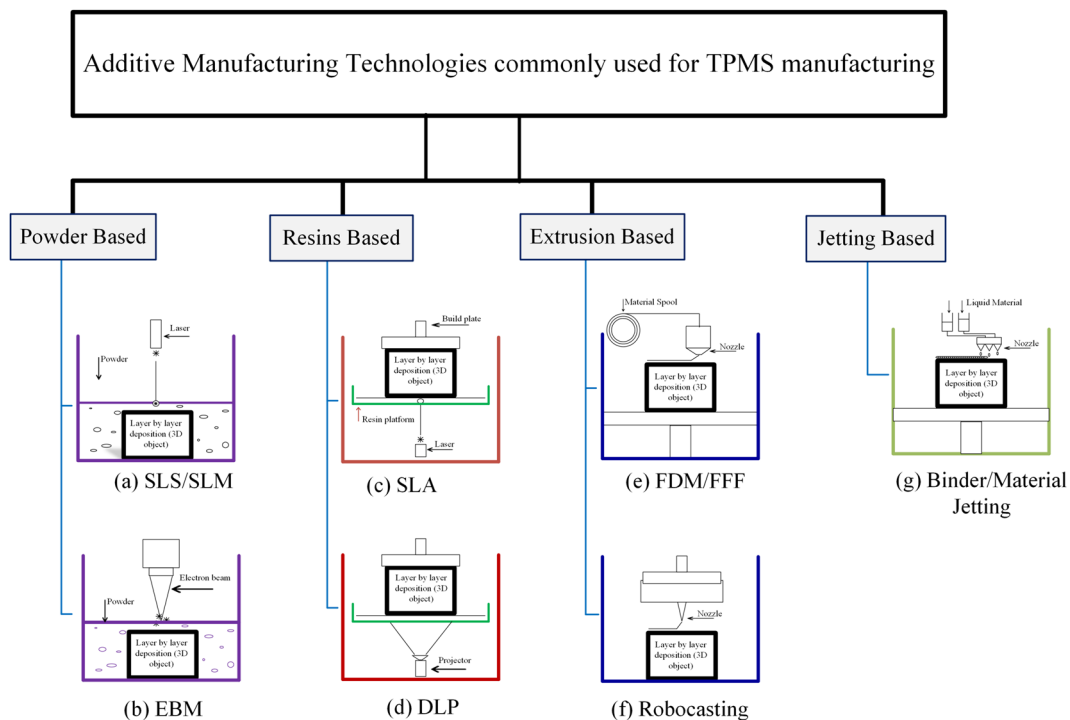 Additive Manufacturing Technologies commonly used for TPMS manufacturing
Powder Based
Resins Based
Extrusion Based
Jetting Based
Laser
Powder
Layer by layer
deposition (3D
object)
(a) SLS/SLM
Electron beam
Powder
Layer by layer
deposition (3D
object)
(b) EBM
Build plate
Layer by layer
deposition (3D
object)
Resin platform
Laser
(c) SLA
Layer by layer
deposition (3D
object)
Projector
(d) DLP
Material Spool
Nozzle
Layer by layer
deposition (3D
object)
(e) FDM/FFF
Nozzle
Layer by layer
deposition (3D
object)
(f) Robocasting
Liquid Material
Nozzle
Layer by layer
deposition (3D
object)
(g) Binder/Material
Jetting